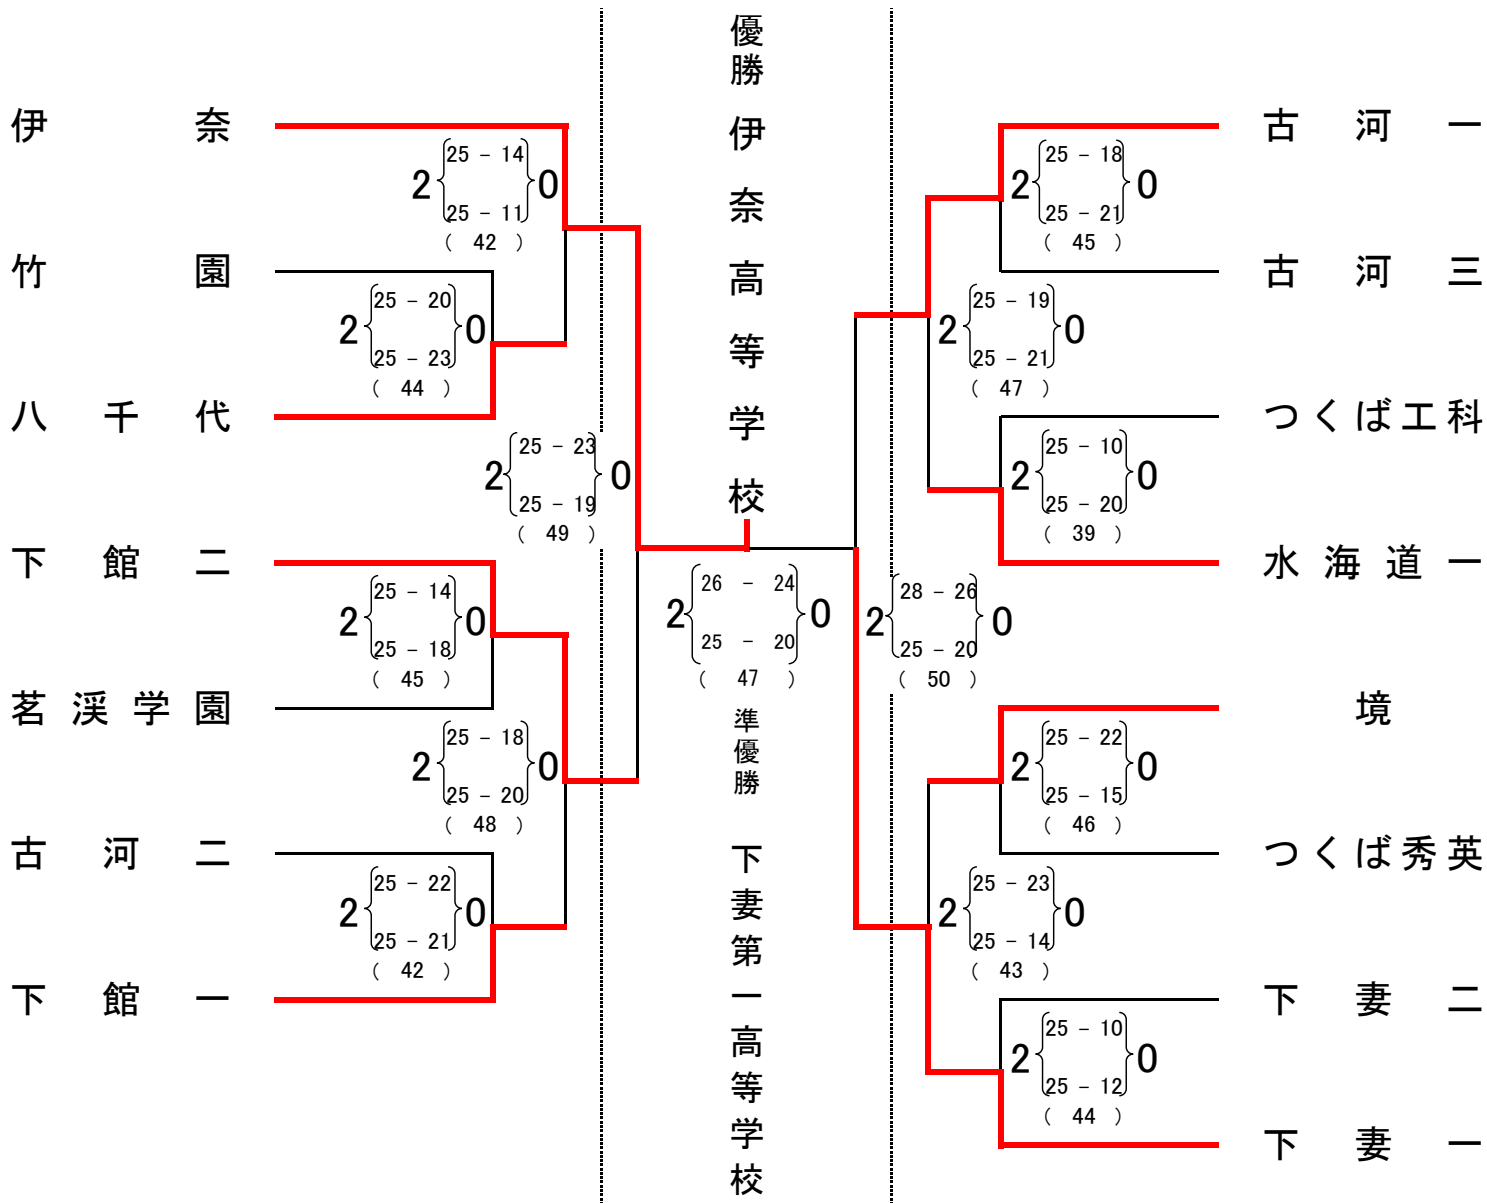 優勝
伊奈高等学校
伊奈
竹園
八千代
下館二
茗溪学園
古河二
下館一
2 25 - 14 0
25 - 11
( 42 )
2 25 - 20 0
25 - 23
( 44 )
2 25 - 23 0
25 - 19
( 49 )
2 25 - 14 0
25 - 18
( 45 )
2 25 - 18 0
25 - 20
( 48 )
2 25 - 22 0
25 - 21
( 42 )
2 26 - 24 0
25 - 20
( 47 )
準優勝
下妻第一高等学校
2 28 - 26 0
25 - 20
( 50 )
2 25 - 18 0
25 - 21
( 45 )
2 25 - 19 0
25 - 21
( 47 )
2 25 - 10 0
25 - 20
( 39 )
2 25 - 22 0
25 - 15
( 46 )
2 25 - 23 0
25 - 14
( 43 )
2 25 - 10 0
25 - 12
( 44 )
古河一
古河三
つくば工科
水海道一
境
つくば秀英
下妻二
下妻一